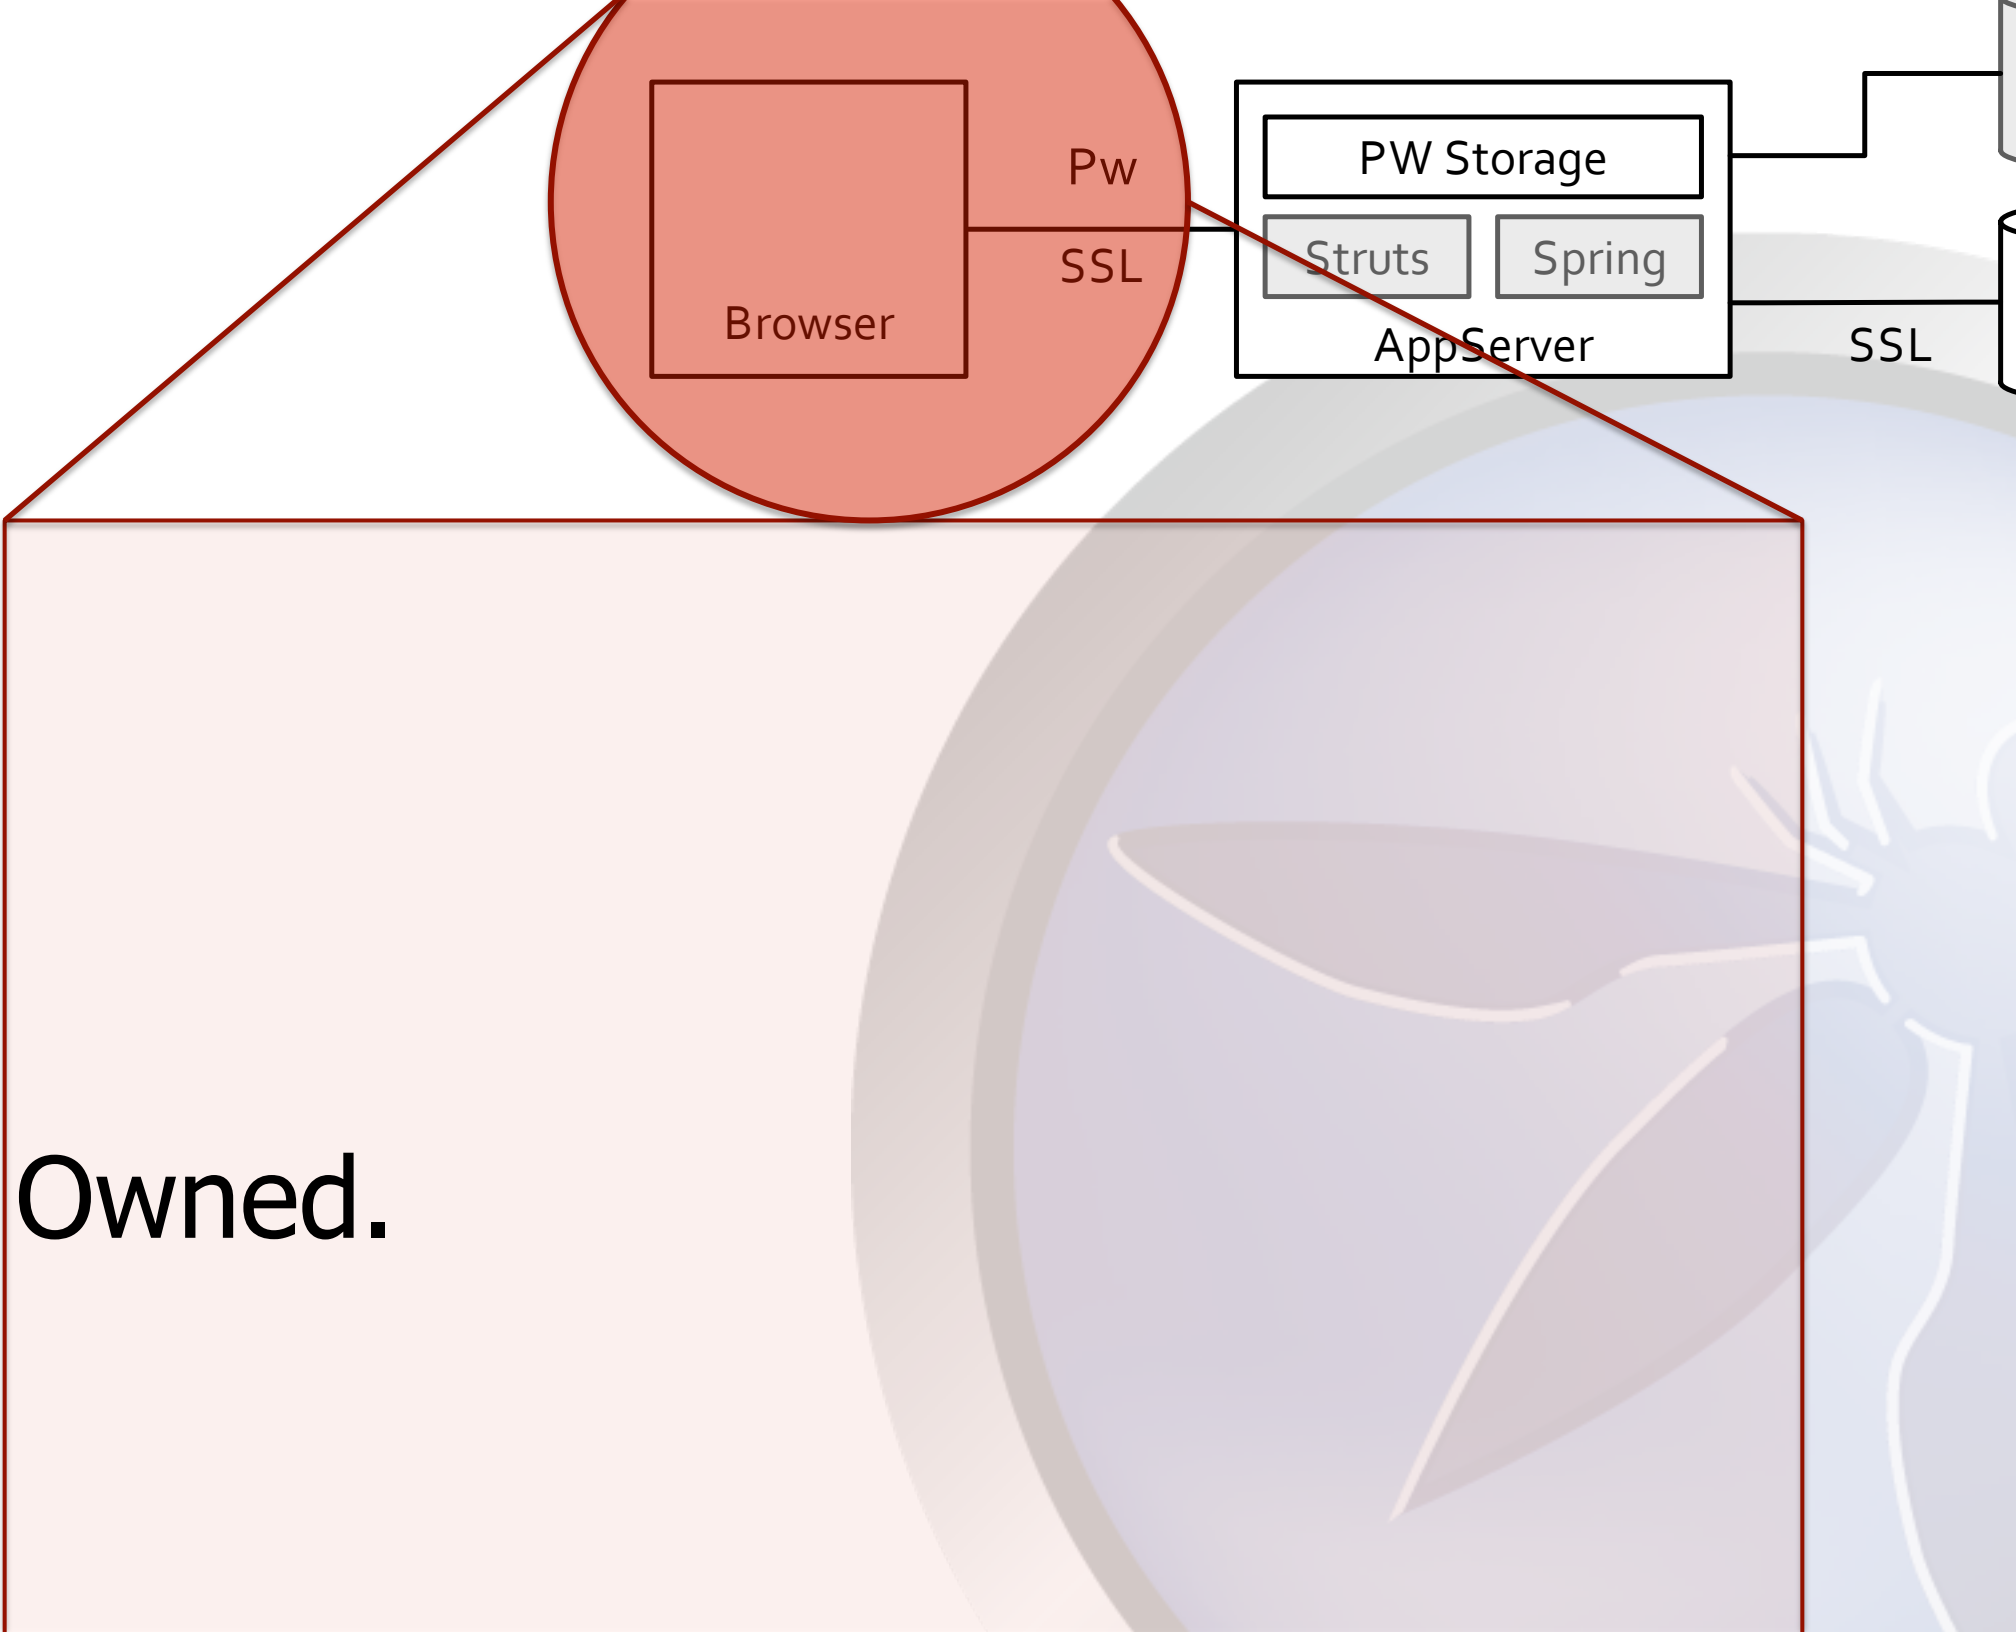 Pw
PW Storage
SSL
Struts
Spring
Browser
AppServer
SSL
Owned.